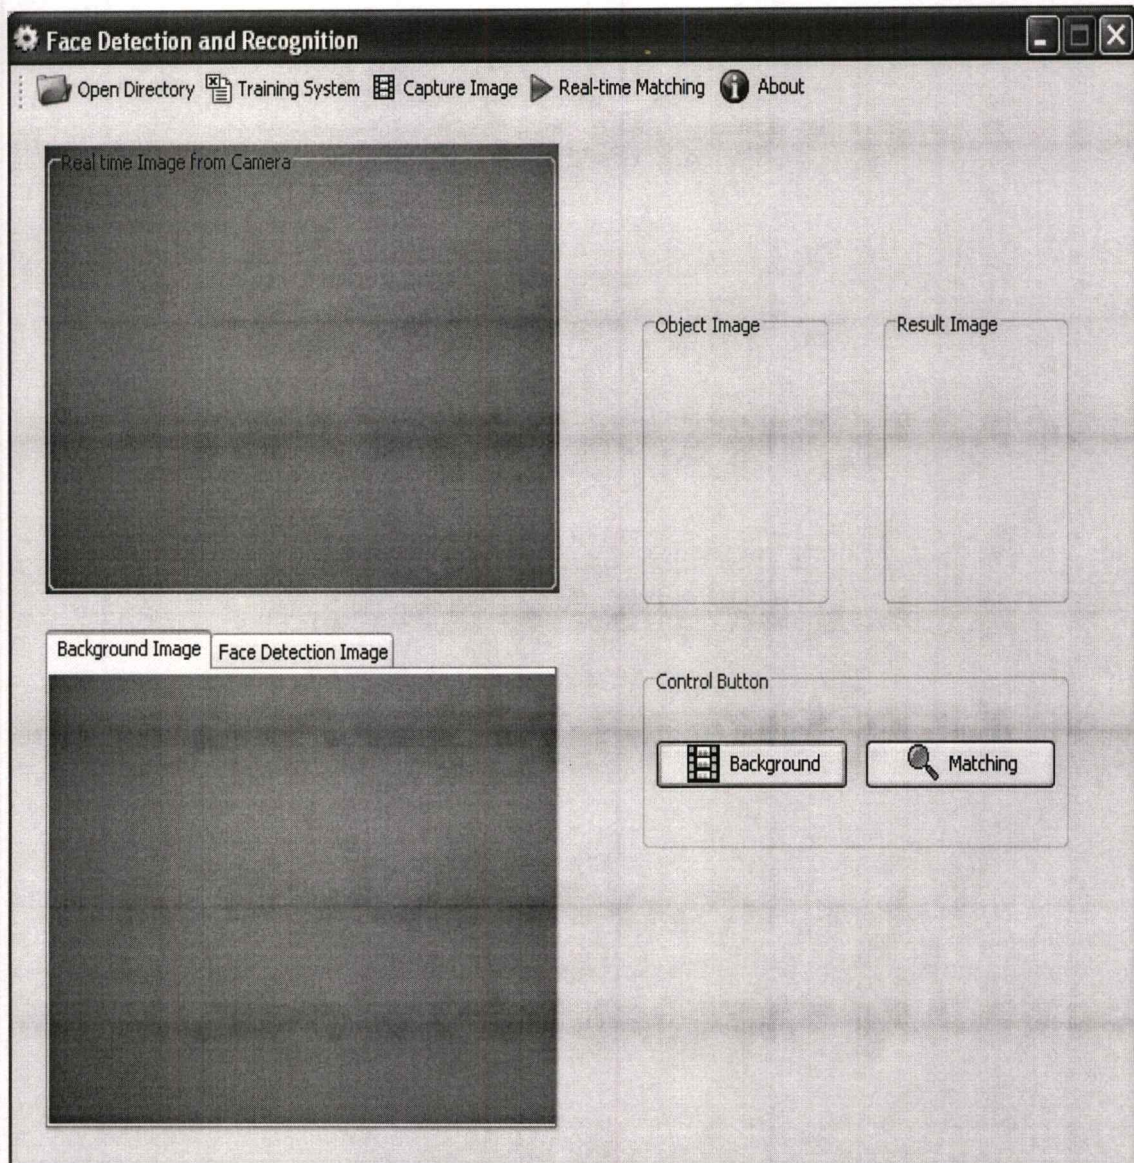 Face Detection and Recognition
Open Directory Training System Capture Image Real-time Matching About
Real time Image from Camera
Object Image Result Image
Background Image Face Detection Image
Control Button
Background Matching